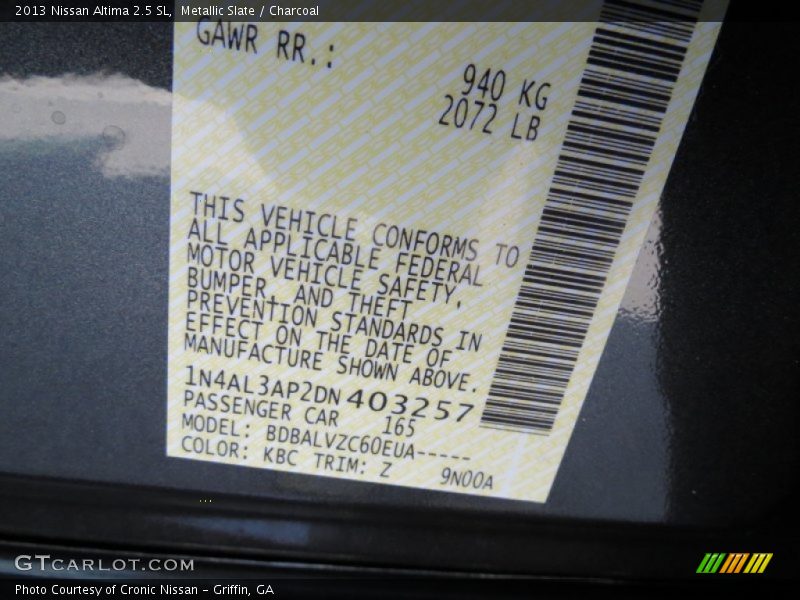 2013 Nissan Altima 2.5 SL, Metallic Slate / Charcoal
GAWR RR.:
940 KG
2072 LB
THIS VEHICLE CONFORMS TO
ALL APPLICABLE FEDERAL
MOTOR VEHICLE SAFETY,
BUMPER, AND THEFT
PREVENTION STANDARDS IN
EFFECT ON THE DATE OF
MANUFACTURE SHOWN ABOVE.
1N4AL3AP2DN403257
PASSENGER CAR 165
MODEL: BDBALVZC60EUA-----
COLOR: KBC TRIM: Z 9N00A
GTCARLOT.COM
Photo Courtesy of Cronic Nissan – Griffin, GA